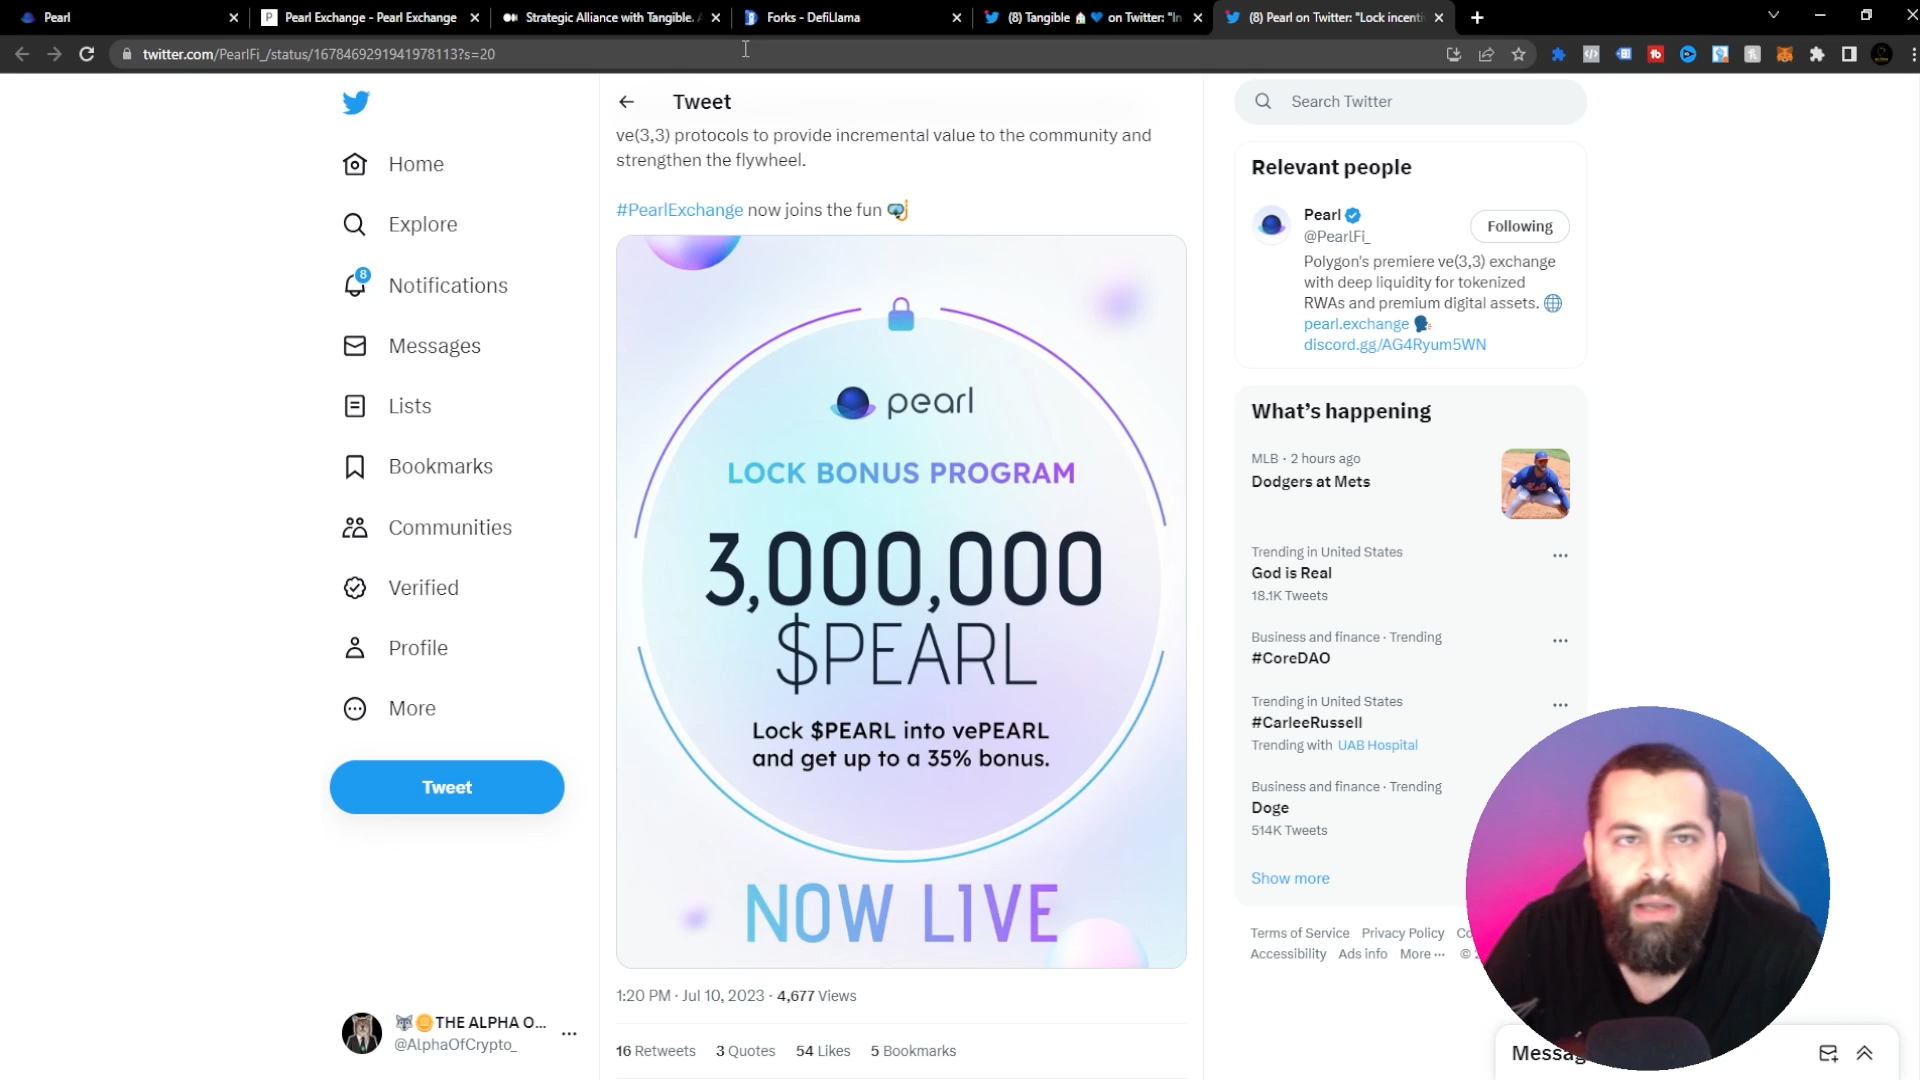 Pearl
Pearl Exchange - Pearl Exchange
Strategic Alliance with Tangible.
Forks - DefiLlama
(8) Tangible 🏠💙 on Twitter: "In
(8) Pearl on Twitter: "Lock incenti
twitter.com/PearlFi_/status/1678469291941978113?s=20
Home
Explore
8
Notifications
Messages
Lists
Bookmarks
Communities
Verified
Profile
More
Tweet
🐺🪙THE ALPHA O...
@AlphaOfCrypto_
Tweet
ve(3,3) protocols to provide incremental value to the community and
strengthen the flywheel.
#PearlExchange now joins the fun 🤿
pearl
LOCK BONUS PROGRAM
3,000,000
$PEARL
Lock $PEARL into vePEARL
and get up to a 35% bonus.
NOW LIVE
1:20 PM · Jul 10, 2023 · 4,677 Views
16 Retweets 3 Quotes 54 Likes 5 Bookmarks
Search Twitter
Relevant people
Pearl
@PearlFi_
Following
Polygon's premiere ve(3,3) exchange
with deep liquidity for tokenized
RWAs and premium digital assets. 🌐
pearl.exchange 🗣️
discord.gg/AG4Ryum5WN
What's happening
MLB · 2 hours ago
Dodgers at Mets
Trending in United States
God is Real
18.1K Tweets
Business and finance · Trending
#CoreDAO
Trending in United States
#CarleeRussell
Trending with UAB Hospital
Business and finance · Trending
Doge
514K Tweets
Show more
Terms of Service Privacy Policy
Accessibility Ads info More ··· ©